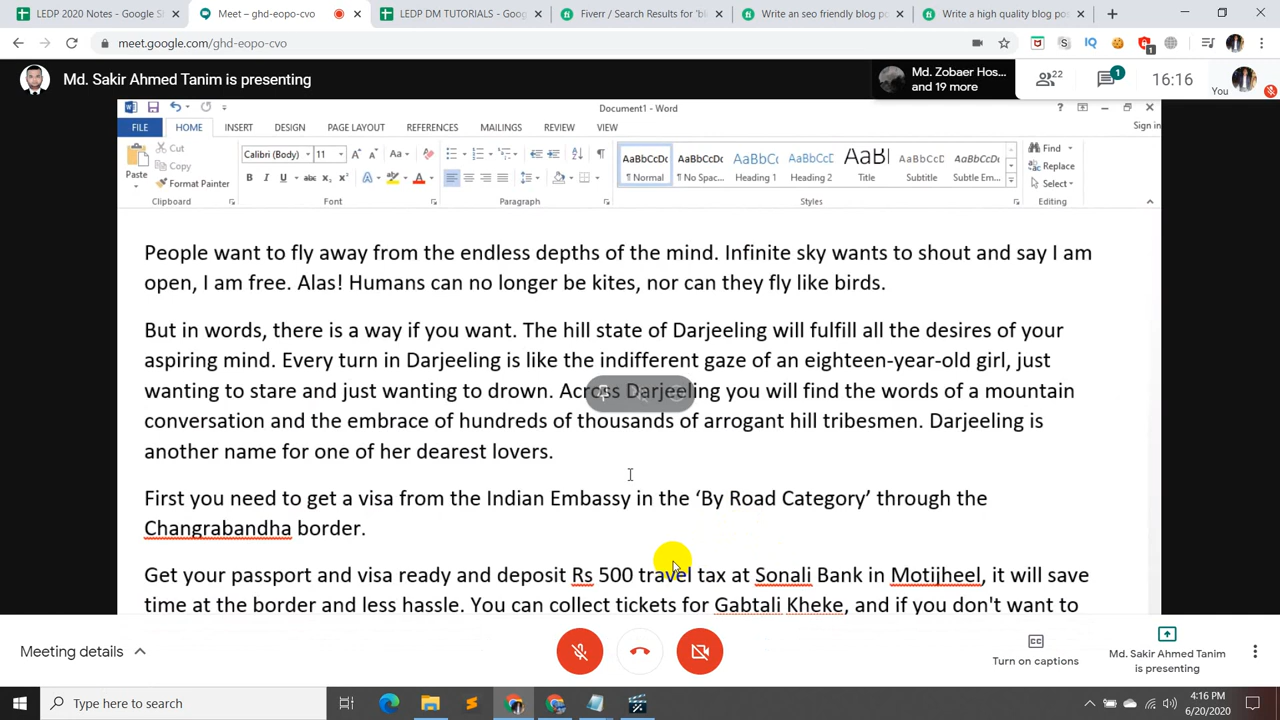 LEDP 2020 Notes - Google S
Meet – ghd-eopo-cvo
LEDP DM TUTORIALS - Goog
Fiverr / Search Results for 'bl
Write an seo friendly blog po
Write a high quality blog pos
meet.google.com/ghd-eopo-cvo
1
Md. Sakir Ahmed Tanim is presenting
Md. Zobaer Hos...
and 19 more
22
1
16:16
You
Document1 - Word
FILE HOME INSERT DESIGN PAGE LAYOUT REFERENCES MAILINGS REVIEW VIEW
Sign in
Paste
Cut
Copy
Format Painter
Calibri (Body) 11
AaBbCcDc AaBbCcDc AaBbCc AaBbCcD AaBl AaBbCcD AaBbCcDc
¶ Normal ¶ No Spac... Heading 1 Heading 2 Title Subtitle Subtle Em...
Find
Replace
Select
Clipboard Font Paragraph Styles Editing
People want to fly away from the endless depths of the mind. Infinite sky wants to shout and say I am
open, I am free. Alas! Humans can no longer be kites, nor can they fly like birds.
But in words, there is a way if you want. The hill state of Darjeeling will fulfill all the desires of your
aspiring mind. Every turn in Darjeeling is like the indifferent gaze of an eighteen-year-old girl, just
wanting to stare and just wanting to drown. Across Darjeeling you will find the words of a mountain
conversation and the embrace of hundreds of thousands of arrogant hill tribesmen. Darjeeling is
another name for one of her dearest lovers.
First you need to get a visa from the Indian Embassy in the ‘By Road Category’ through the
Changrabandha border.
Get your passport and visa ready and deposit Rs 500 travel tax at Sonali Bank in Motijheel, it will save
time at the border and less hassle. You can collect tickets for Gabtali Kheke, and if you don't want to
Meeting details
Turn on captions
Md. Sakir Ahmed Tanim
is presenting
Type here to search
4:16 PM
6/20/2020